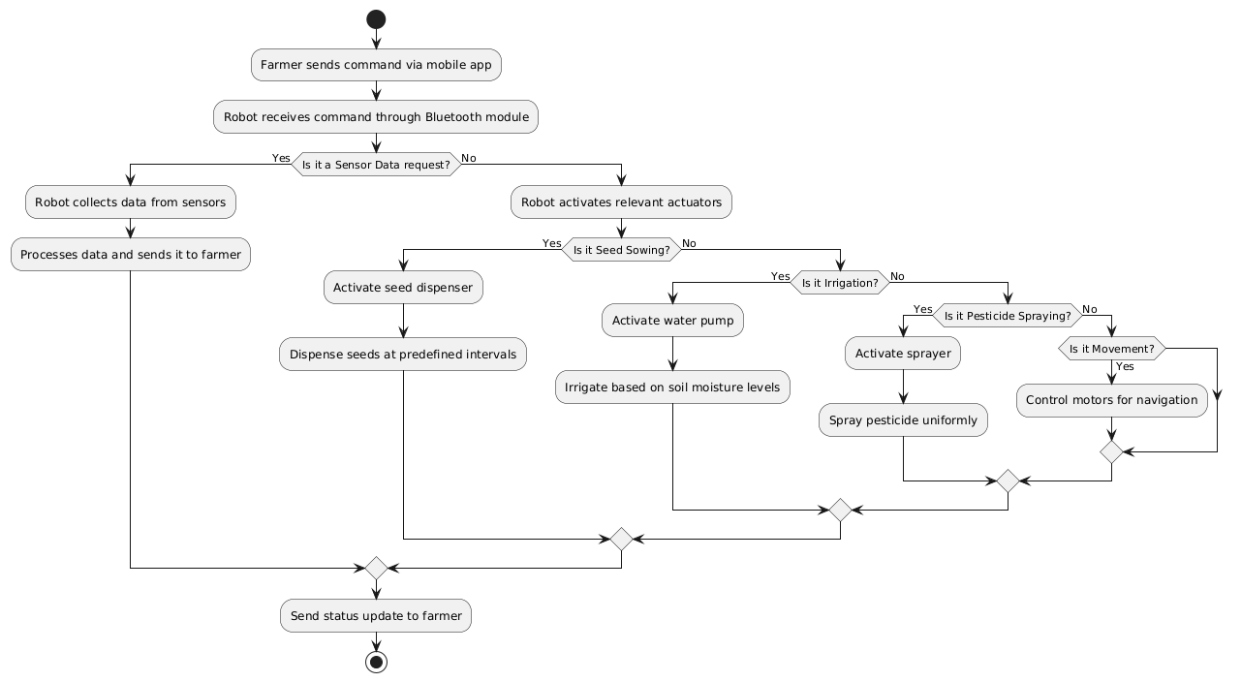 Farmer sends command via mobile app
Robot receives command through Bluetooth module
Yes
Is it a Sensor Data request?
No
Robot collects data from sensors
Robot activates relevant actuators
Processes data and sends it to farmer
Yes
Is it Seed Sowing?
No
Activate seed dispenser
Yes
Is it Irrigation?
No
Dispense seeds at predefined intervals
Activate water pump
Yes
Is it Pesticide Spraying?
No
Irrigate based on soil moisture levels
Activate sprayer
Is it Movement?
Yes
Spray pesticide uniformly
Control motors for navigation
Send status update to farmer